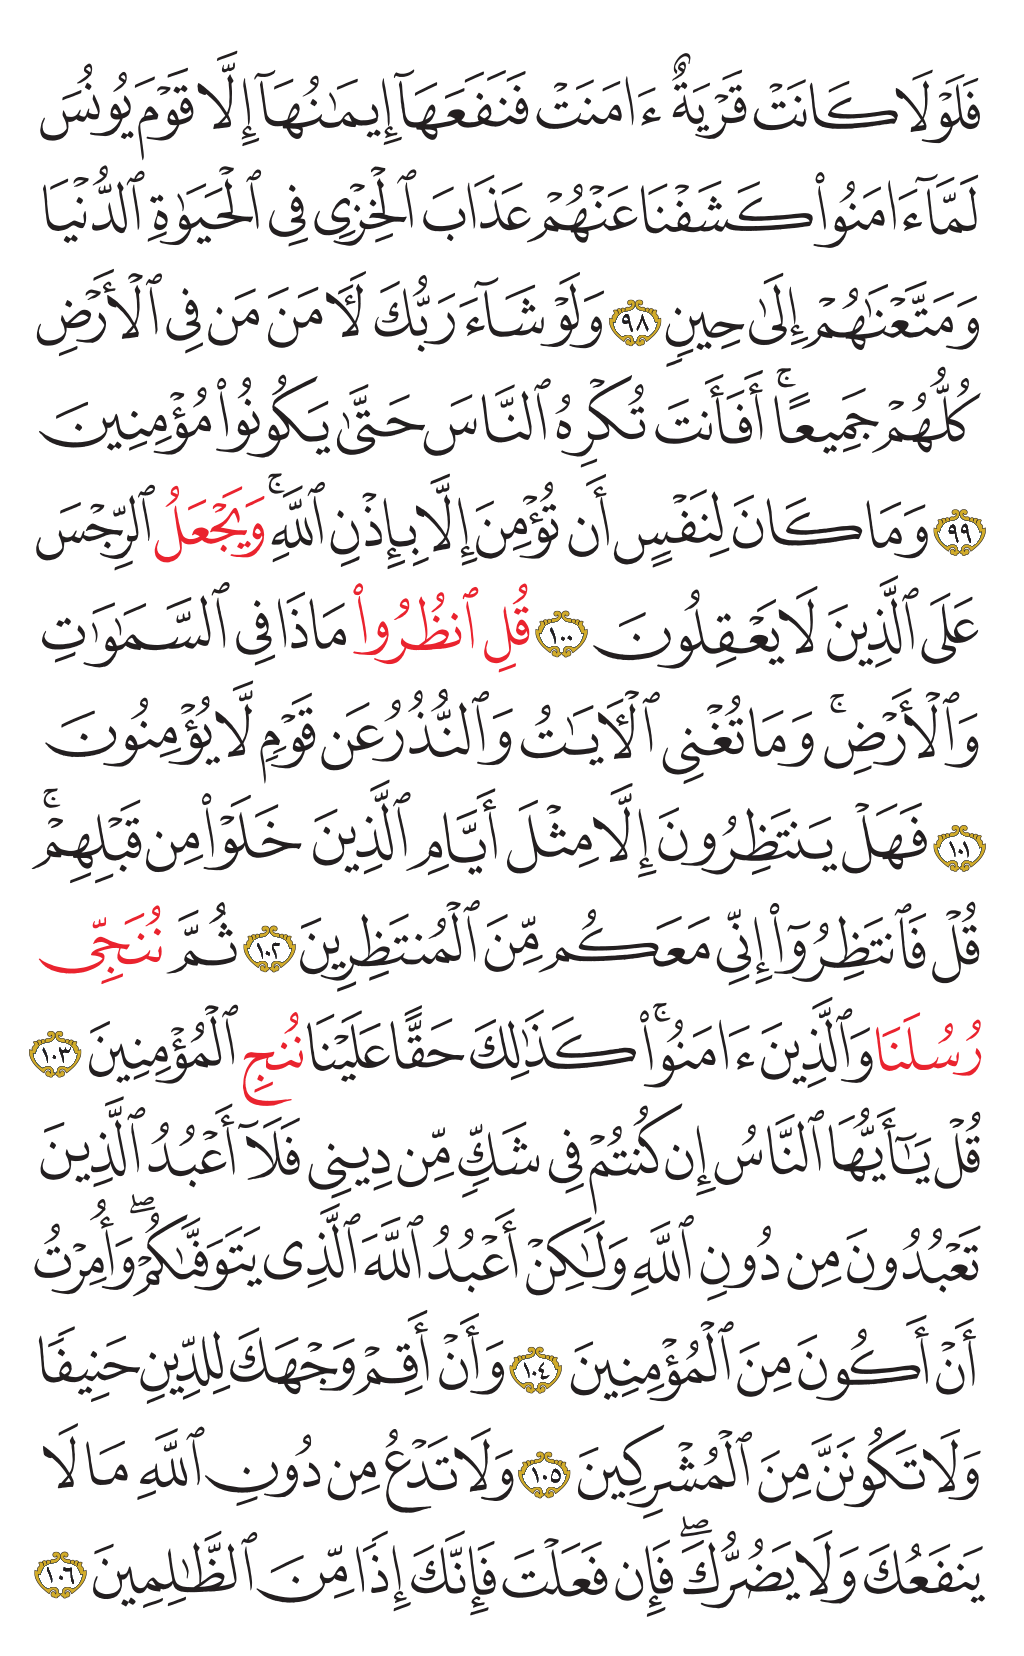 فَلَوۡلَا كَانَتۡ قَرۡيَةٌ ءَامَنَتۡ فَنَفَعَهَآ إِيمَٰنُهَآ إِلَّا قَوۡمَ يُونُسَ
لَمَّآ ءَامَنُواْ كَشَفۡنَا عَنۡهُمۡ عَذَابَ ٱلۡخِزۡيِ فِي ٱلۡحَيَوٰةِ ٱلدُّنۡيَا
وَمَتَّعۡنَٰهُمۡ إِلَىٰ حِينٖ ٩٨ وَلَوۡ شَآءَ رَبُّكَ لَأٓمَنَ مَن فِي ٱلۡأَرۡضِ
كُلُّهُمۡ جَمِيعًاۚ أَفَأَنتَ تُكۡرِهُ ٱلنَّاسَ حَتَّىٰ يَكُونُواْ مُؤۡمِنِينَ
٩٩ وَمَا كَانَ لِنَفۡسٍ أَن تُؤۡمِنَ إِلَّا بِإِذۡنِ ٱللَّهِۚ وَيَجۡعَلُ ٱلرِّجۡسَ
عَلَى ٱلَّذِينَ لَا يَعۡقِلُونَ ١٠٠ قُلِ ٱنظُرُواْ مَاذَا فِي ٱلسَّمَٰوَٰتِ
وَٱلۡأَرۡضِۚ وَمَا تُغۡنِي ٱلۡأٓيَٰتُ وَٱلنُّذُرُ عَن قَوۡمٖ لَّا يُؤۡمِنُونَ
١٠١ فَهَلۡ يَنتَظِرُونَ إِلَّا مِثۡلَ أَيَّامِ ٱلَّذِينَ خَلَوۡاْ مِن قَبۡلِهِمۡۚ
قُلۡ فَٱنتَظِرُوٓاْ إِنِّي مَعَكُم مِّنَ ٱلۡمُنتَظِرِينَ ١٠٢ ثُمَّ نُنَجِّي
رُسُلَنَا وَٱلَّذِينَ ءَامَنُواْۚ كَذَٰلِكَ حَقًّا عَلَيۡنَا نُنجِ ٱلۡمُؤۡمِنِينَ ١٠٣
قُلۡ يَٰٓأَيُّهَا ٱلنَّاسُ إِن كُنتُمۡ فِي شَكّٖ مِّن دِينِي فَلَآ أَعۡبُدُ ٱلَّذِينَ
تَعۡبُدُونَ مِن دُونِ ٱللَّهِ وَلَٰكِنۡ أَعۡبُدُ ٱللَّهَ ٱلَّذِي يَتَوَفَّىٰكُمۡۖ وَأُمِرۡتُ
أَنۡ أَكُونَ مِنَ ٱلۡمُؤۡمِنِينَ ١٠٤ وَأَنۡ أَقِمۡ وَجۡهَكَ لِلدِّينِ حَنِيفٗا
وَلَا تَكُونَنَّ مِنَ ٱلۡمُشۡرِكِينَ ١٠٥ وَلَا تَدۡعُ مِن دُونِ ٱللَّهِ مَا لَا
يَنفَعُكَ وَلَا يَضُرُّكَۖ فَإِن فَعَلۡتَ فَإِنَّكَ إِذٗا مِّنَ ٱلظَّٰلِمِينَ ١٠٦